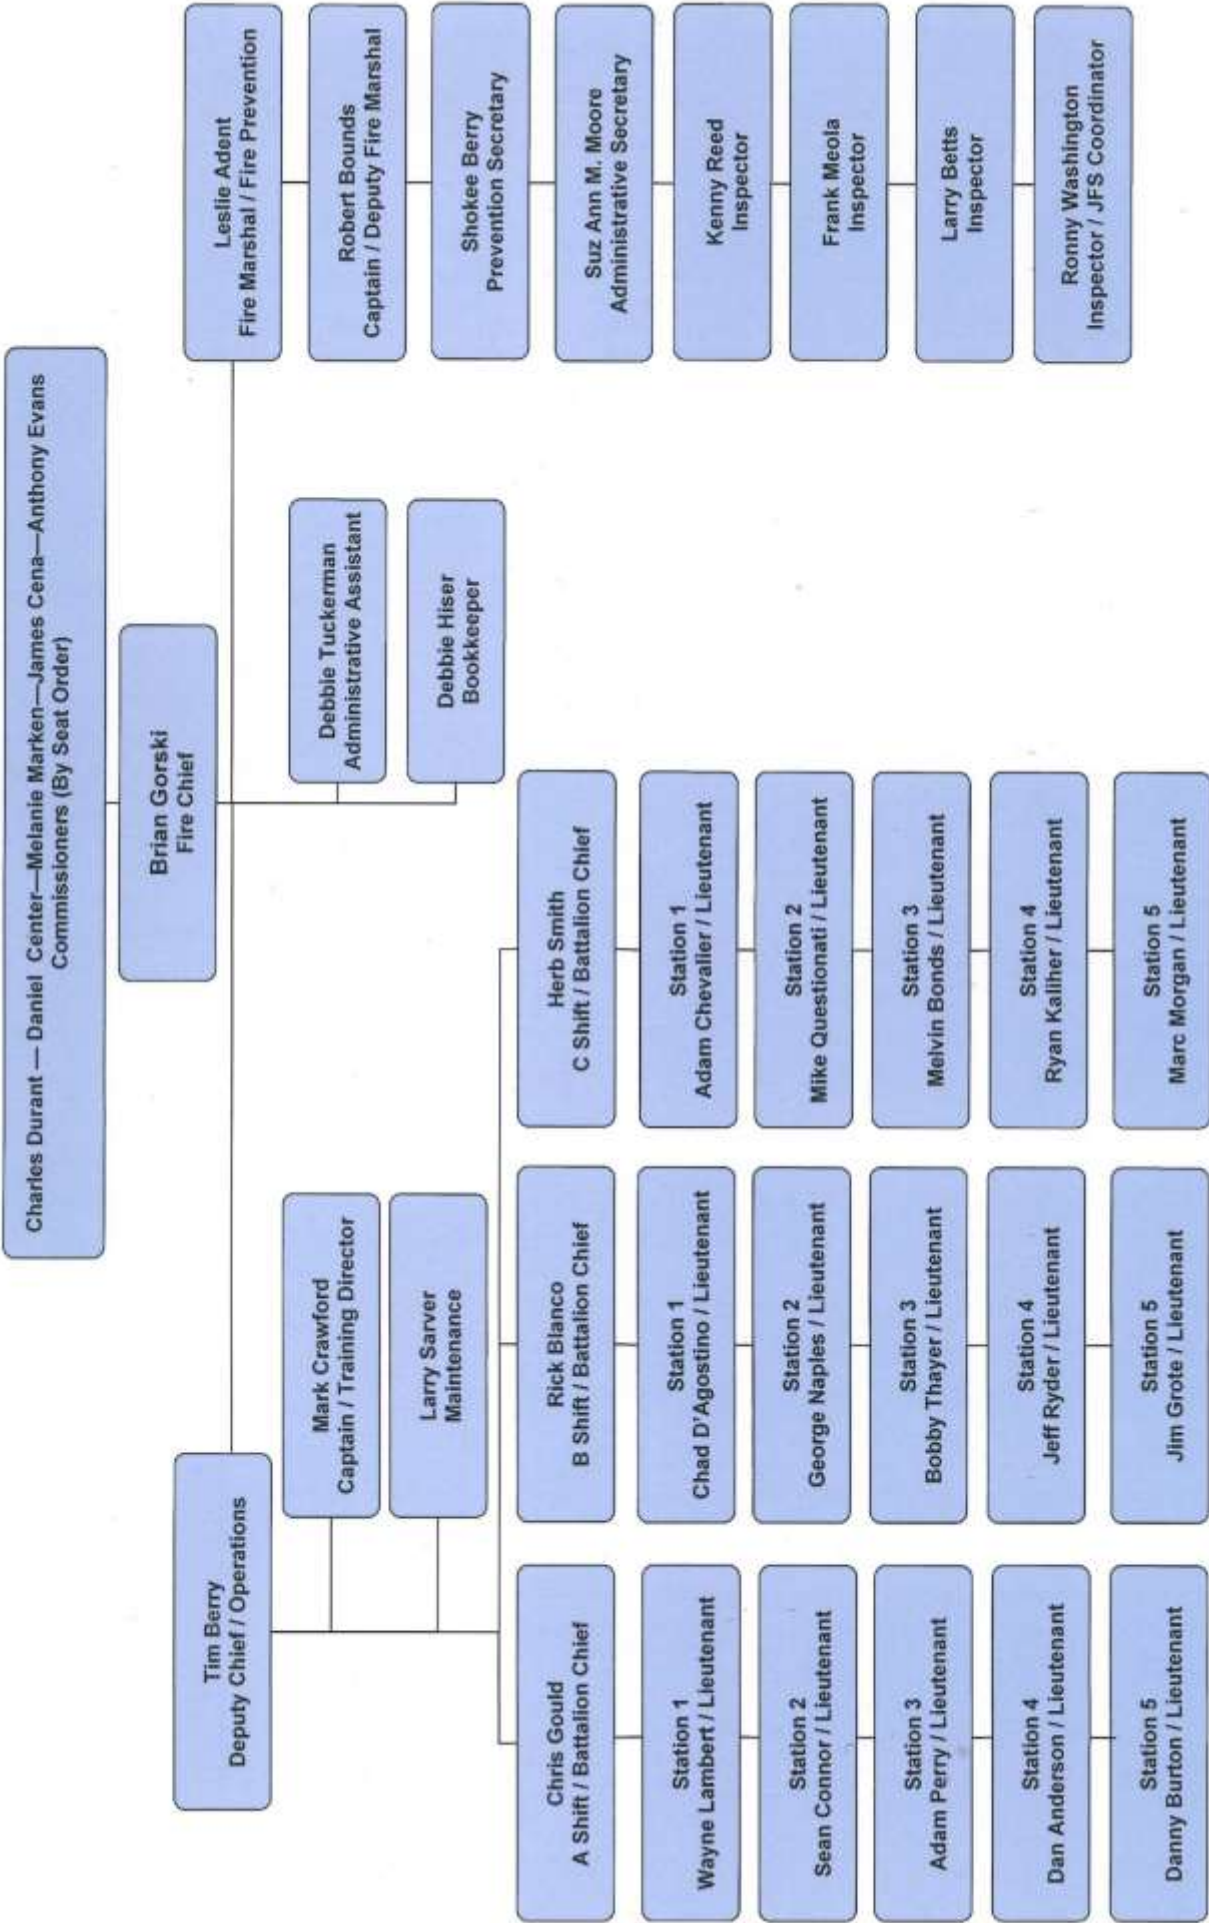 Charles Durant — Daniel Center—Melanie Marken—James Cena—Anthony Evans
Commissioners (By Seat Order)
Brian Gorski
Fire Chief
Tim Berry
Deputy Chief / Operations
Mark Crawford
Captain / Training Director
Larry Sarver
Maintenance
Chris Gould
A Shift / Battalion Chief
Station 1
Wayne Lambert / Lieutenant
Station 2
Sean Connor / Lieutenant
Station 3
Adam Perry / Lieutenant
Station 4
Dan Anderson / Lieutenant
Station 5
Danny Burton / Lieutenant
Rick Blanco
B Shift / Battalion Chief
Station 1
Chad D'Agostino / Lieutenant
Station 2
George Naples / Lieutenant
Station 3
Bobby Thayer / Lieutenant
Station 4
Jeff Ryder / Lieutenant
Station 5
Jim Grote / Lieutenant
Herb Smith
C Shift / Battalion Chief
Station 1
Adam Chevalier / Lieutenant
Station 2
Mike Questionati / Lieutenant
Station 3
Melvin Bonds / Lieutenant
Station 4
Ryan Kaliher / Lieutenant
Station 5
Marc Morgan / Lieutenant
Debbie Tuckerman
Administrative Assistant
Debbie Hiser
Bookkeeper
Leslie Adent
Fire Marshal / Fire Prevention
Robert Bounds
Captain / Deputy Fire Marshal
Shokee Berry
Prevention Secretary
Suz Ann M. Moore
Administrative Secretary
Kenny Reed
Inspector
Frank Meola
Inspector
Larry Betts
Inspector
Ronny Washington
Inspector / JFS Coordinator